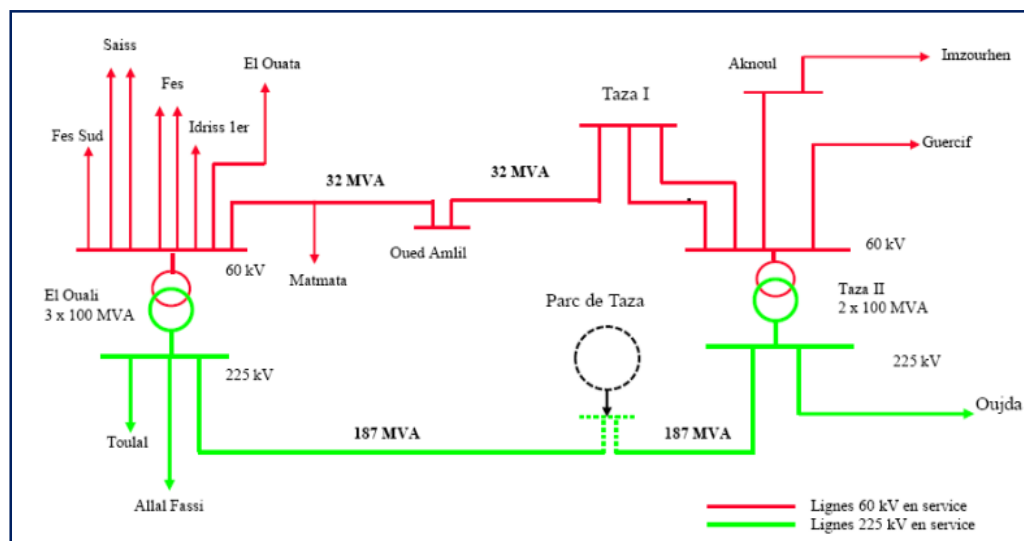 Saiss
Fes
El Ouata
Fes Sud
Idriss 1er
Taza I
Aknoul
Imzourhen
Guercif
32 MVA
32 MVA
Oued Amlil
Matmata
60 kV
El Ouali
3 x 100 MVA
60 kV
Taza II
2 x 100 MVA
Parc de Taza
225 kV
225 kV
Toulal
Allal Fassi
187 MVA
187 MVA
Oujda
Lignes 60 kV en service
Lignes 225 kV en service